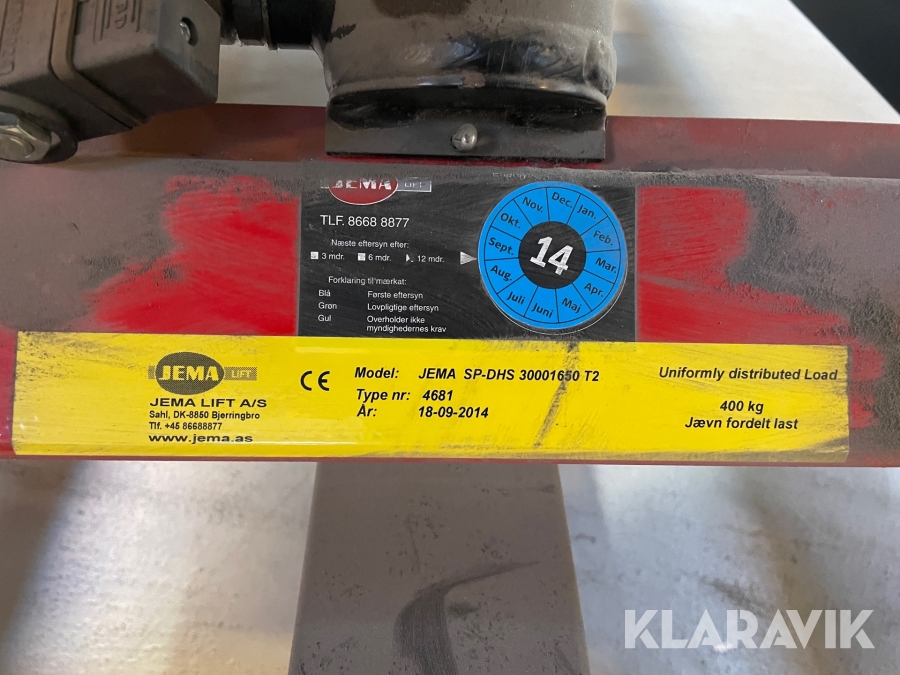 JEMA LIFT
TLF. 8668 8877
Næste eftersyn efter:
3 mdr. 6 mdr. 12 mdr.
Forklaring til mærkat:
Blå Første eftersyn
Grøn Lovpligtige eftersyn
Gul Overholder ikke
myndighedernes krav
Dec. Jan. Feb. Mar. Apr. Maj Juni Juli Aug. Sept. Okt. Nov.
14
JEMA LIFT
JEMA LIFT A/S
Sahl, DK-8850 Bjerringbro
Tlf. +45 86688877
www.jema.as
CE
Model: JEMA SP-DHS 30001650 T2
Type nr: 4681
År: 18-09-2014
Uniformly distributed Load
400 kg
Jævn fordelt last
KLARAVIK